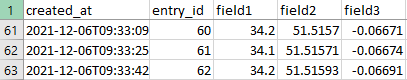 1 created_at entry_id field1 field2 field3
61 2021-12-06T09:33:09 60 34.2 51.5157 -0.06671
62 2021-12-06T09:33:25 61 34.1 51.51571 -0.06674
63 2021-12-06T09:33:42 62 34.2 51.51593 -0.06691